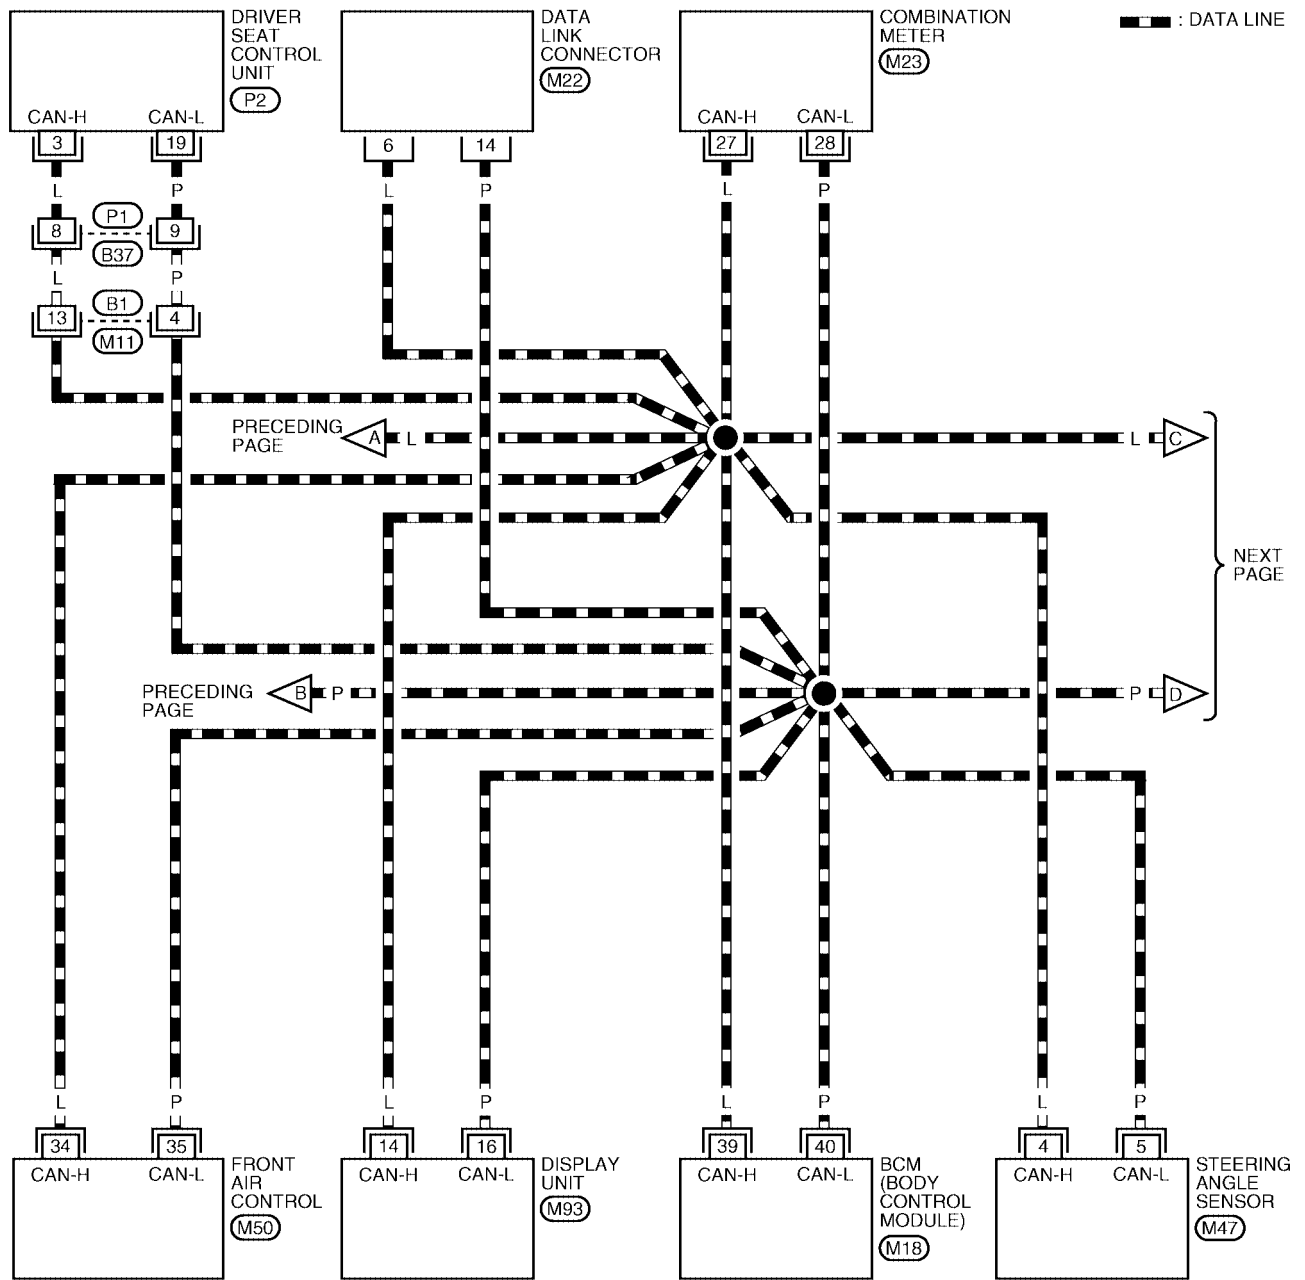 DRIVER
SEAT
CONTROL
UNIT
P2
CAN-H CAN-L
3 19
DATA
LINK
CONNECTOR
M22
6 14
COMBINATION
METER
M23
CAN-H CAN-L
27 28
: DATA LINE
L P L P L P
8 P1 9
B37
L P
13 B1 4
M11
PRECEDING
PAGE
A L
L C
NEXT
PAGE
PRECEDING
PAGE
B P
P D
L P L P L P L P
34 35
CAN-H CAN-L
FRONT
AIR
CONTROL
M50
14 16
CAN-H CAN-L
DISPLAY
UNIT
M93
39 40
CAN-H CAN-L
BCM
(BODY
CONTROL
MODULE)
M18
4 5
CAN-H CAN-L
STEERING
ANGLE
SENSOR
M47